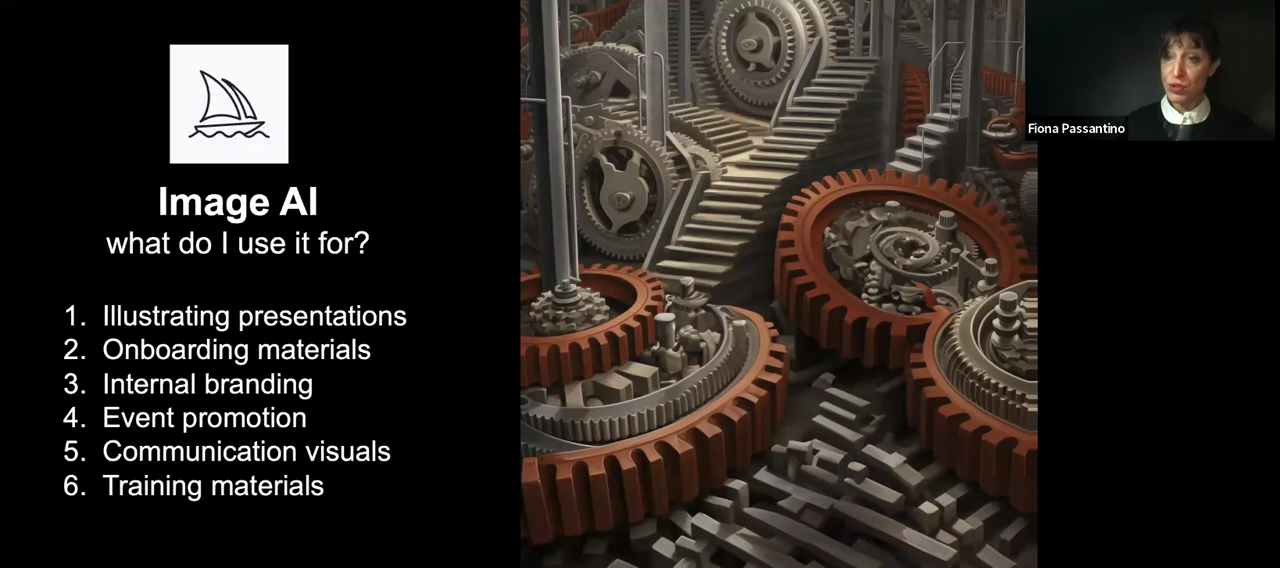 Image AI
what do I use it for?
1. Illustrating presentations
2. Onboarding materials
3. Internal branding
4. Event promotion
5. Communication visuals
6. Training materials
Fiona Passantino